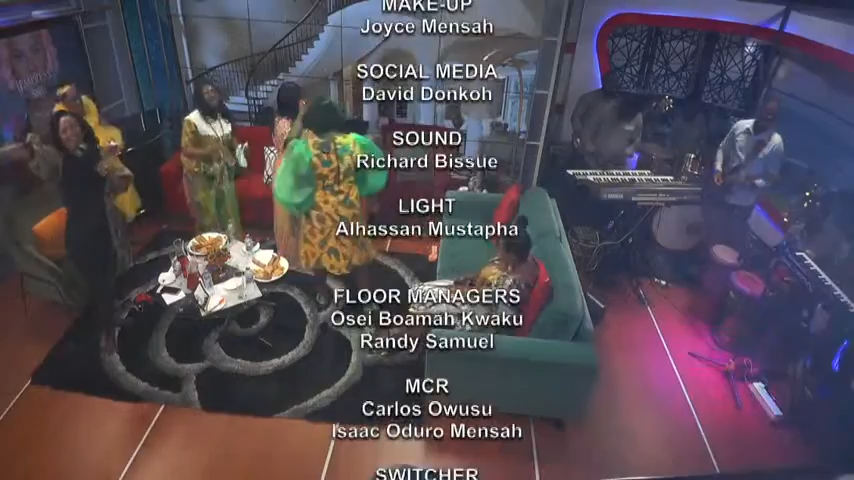 MAKE-UP
Joyce Mensah
SOCIAL MEDIA
David Donkoh
SOUND
Richard Bissue
LIGHT
Alhassan Mustapha
FLOOR MANAGERS
Osei Boamah Kwaku
Randy Samuel
MCR
Carlos Owusu
Isaac Oduro Mensah
SWITCHER